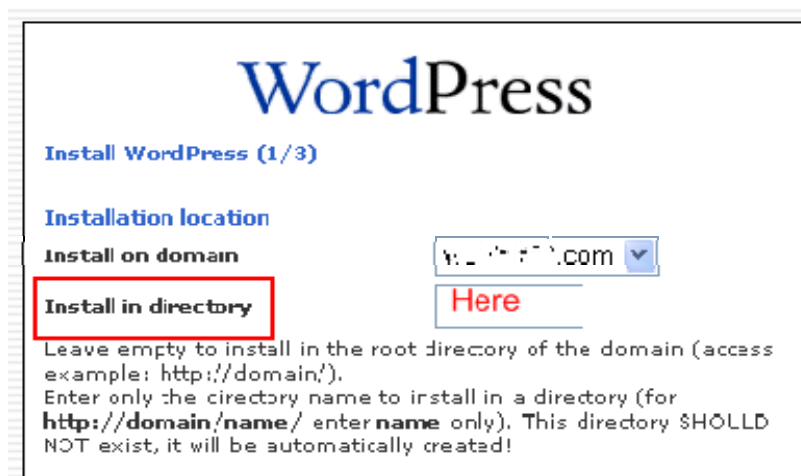 WordPress
Install WordPress (1/3)
Installation location
Install on domain
.com
Install in directory
Here
Leave empty to install in the root directory of the domain (access
example: http://domain/).
Enter only the directory name to install in a directory (for
http://domain/name/ enter name only). This directory SHOULD
NOT exist, it will be automatically created!